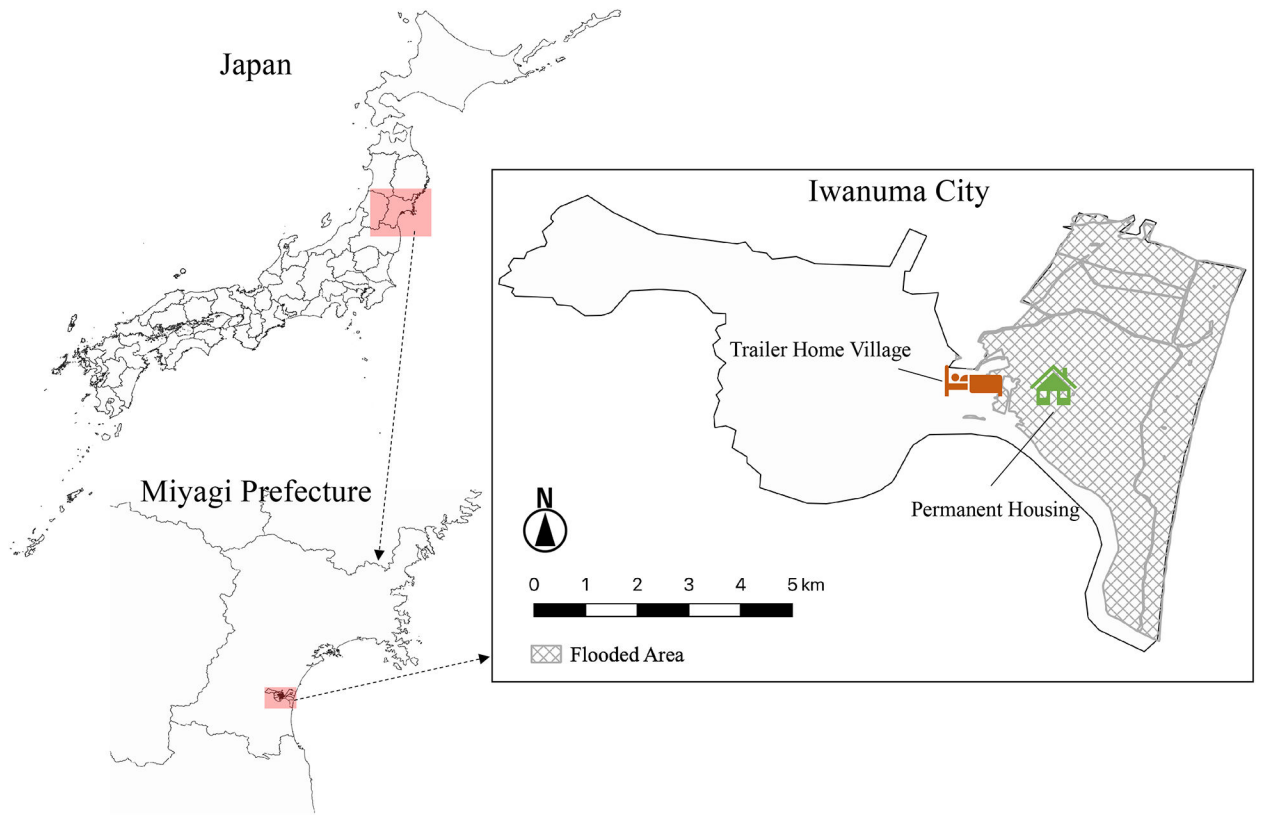 Japan
Iwanuma City
Trailer Home Village
Miyagi Prefecture
Permanent Housing
N
0 1 2 3 4 5 km
Flooded Area